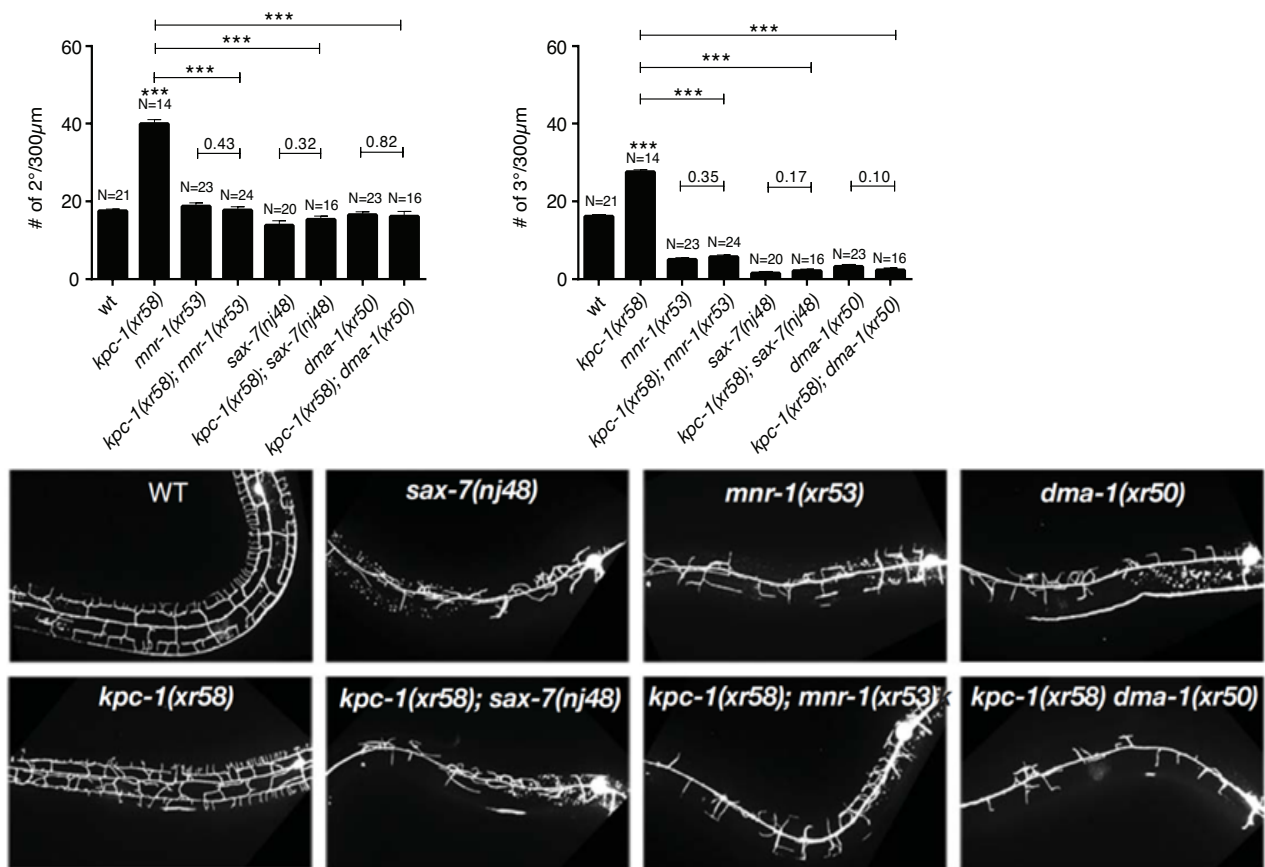 ***
***
***
***
N=14
N=21
N=23
N=24
N=20
N=16
N=23
N=16
0.43
0.32
0.82
60
40
20
0
# of 2°/300µm
wt
kpc-1(xr58)
mnr-1(xr53)
kpc-1(xr58); mnr-1(xr53)
sax-7(nj48)
kpc-1(xr58); sax-7(nj48)
dma-1(xr50)
kpc-1(xr58); dma-1(xr50)
***
***
***
***
N=14
N=21
N=23
N=24
N=20
N=16
N=23
N=16
0.35
0.17
0.10
60
40
20
0
# of 3°/300µm
wt
kpc-1(xr58)
mnr-1(xr53)
kpc-1(xr58); mnr-1(xr53)
sax-7(nj48)
kpc-1(xr58); sax-7(nj48)
dma-1(xr50)
kpc-1(xr58); dma-1(xr50)
WT
sax-7(nj48)
mnr-1(xr53)
dma-1(xr50)
kpc-1(xr58)
kpc-1(xr58); sax-7(nj48)
kpc-1(xr58); mnr-1(xr53)
kpc-1(xr58) dma-1(xr50)